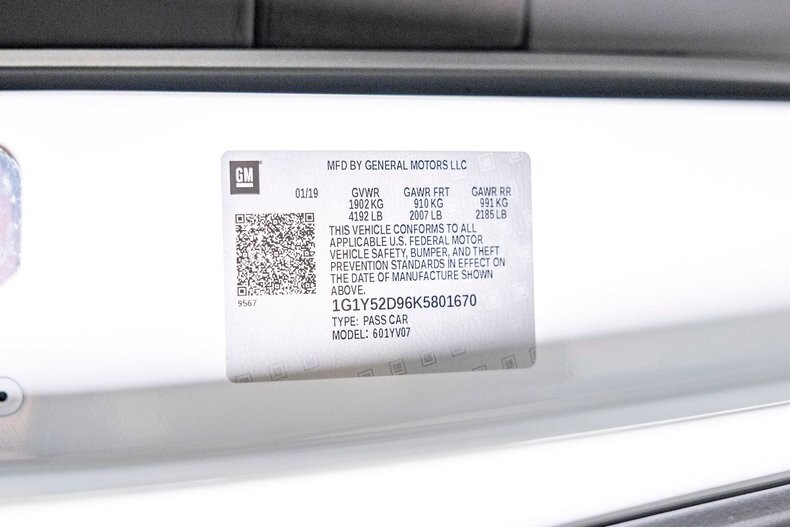 GM
MFD BY GENERAL MOTORS LLC
01/19 GVWR GAWR FRT GAWR RR
1902 KG 910 KG 991 KG
4192 LB 2007 LB 2185 LB
THIS VEHICLE CONFORMS TO ALL
APPLICABLE U.S. FEDERAL MOTOR
VEHICLE SAFETY, BUMPER, AND THEFT
PREVENTION STANDARDS IN EFFECT ON
THE DATE OF MANUFACTURE SHOWN
ABOVE.
9567
1G1Y52D96K5801670
TYPE: PASS CAR
MODEL: 601YV07